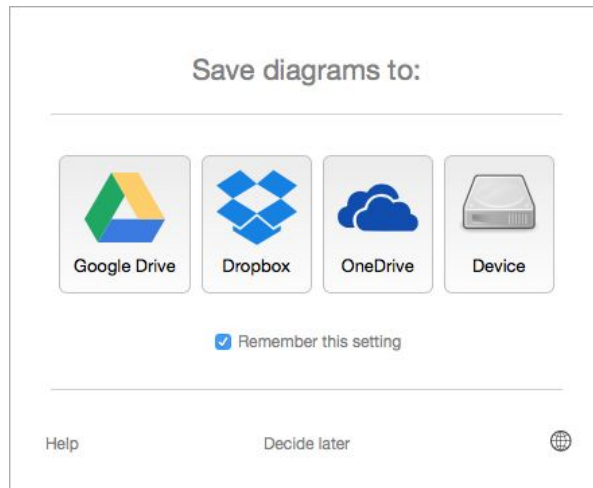 Save diagrams to:
Google Drive Dropbox OneDrive Device
Remember this setting
Help Decide later